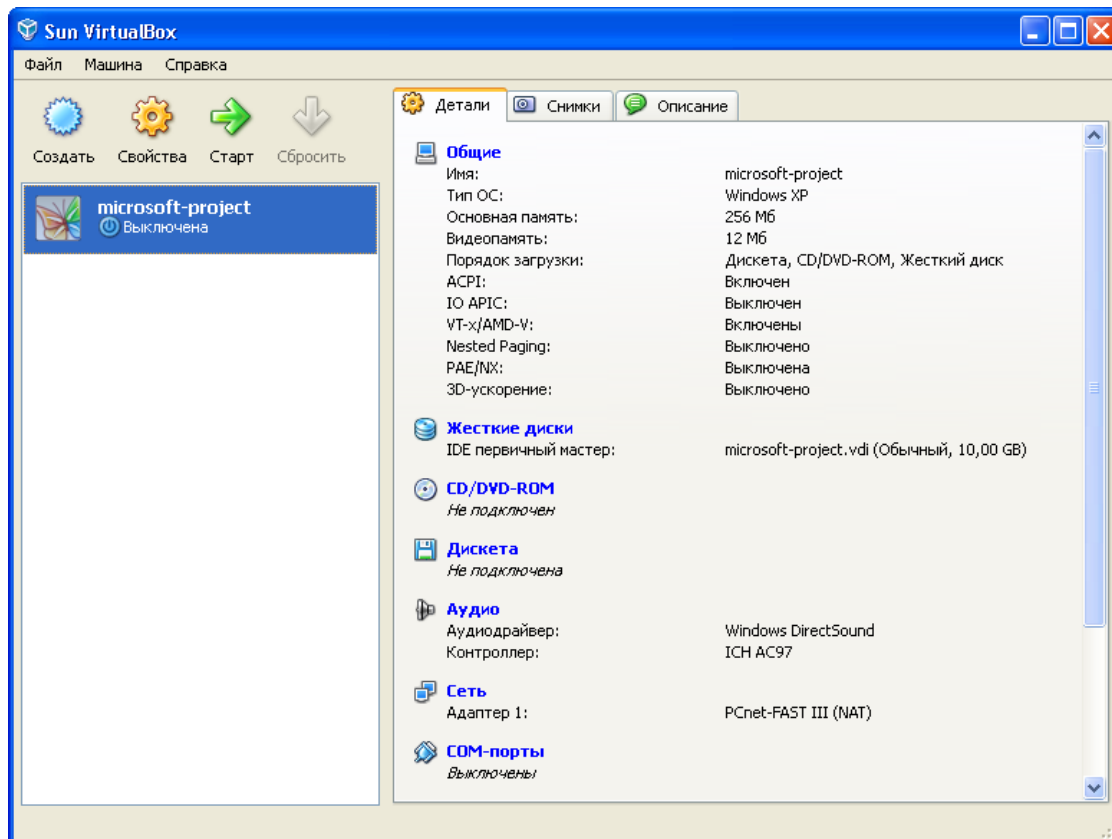 Sun VirtualBox
Файл Машина Справка
Создать Свойства Старт Сбросить
microsoft-project
Выключена
Детали Снимки Описание
Общие
Имя: microsoft-project
Тип ОС: Windows XP
Основная память: 256 Мб
Видеопамять: 12 Мб
Порядок загрузки: Дискета, CD/DVD-ROM, Жесткий диск
ACPI: Включен
IO APIC: Выключен
VT-x/AMD-V: Включены
Nested Paging: Выключено
PAE/NX: Выключена
3D-ускорение: Выключено
Жесткие диски
IDE первичный мастер: microsoft-project.vdi (Обычный, 10,00 GB)
CD/DVD-ROM
Не подключен
Дискета
Не подключена
Аудио
Аудиодрайвер: Windows DirectSound
Контроллер: ICH AC97
Сеть
Адаптер 1: PCnet-FAST III (NAT)
COM-порты
Выключены